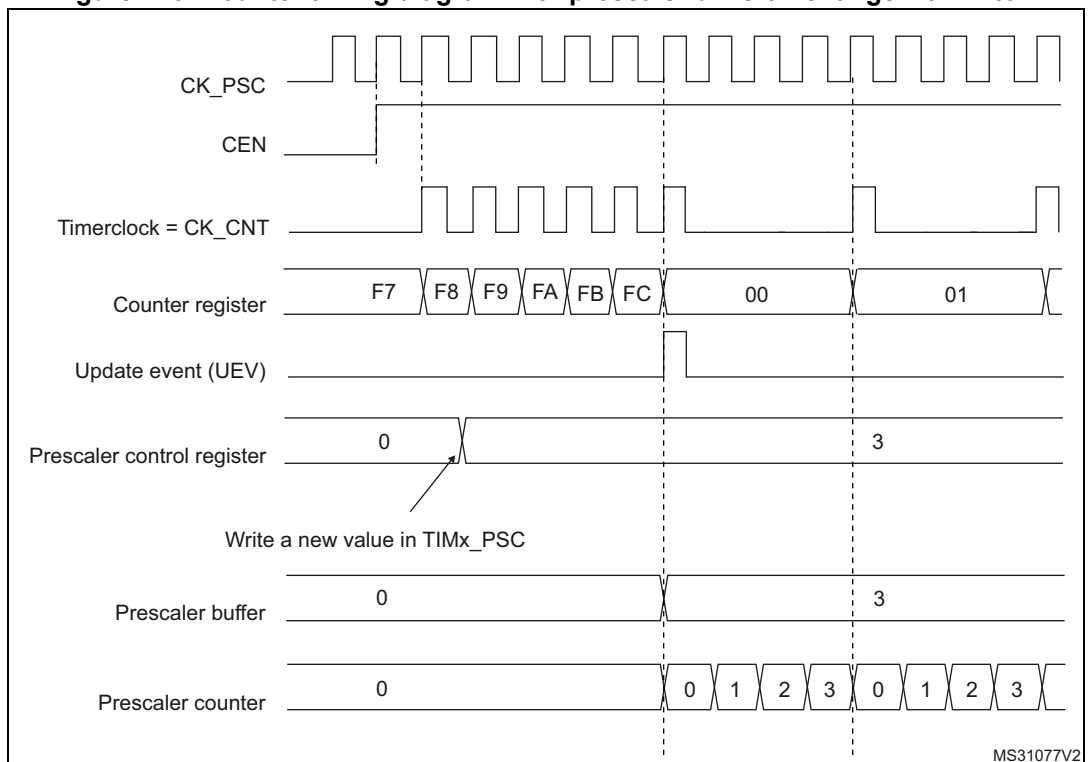 CK_PSC
CEN
Timerclock = CK_CNT
Counter register F7 F8 F9 FA FB FC 00 01
Update event (UEV)
Prescaler control register 0 3
Write a new value in TIMx_PSC
Prescaler buffer 0 3
Prescaler counter 0 0 1 2 3 0 1 2 3
MS31077V2